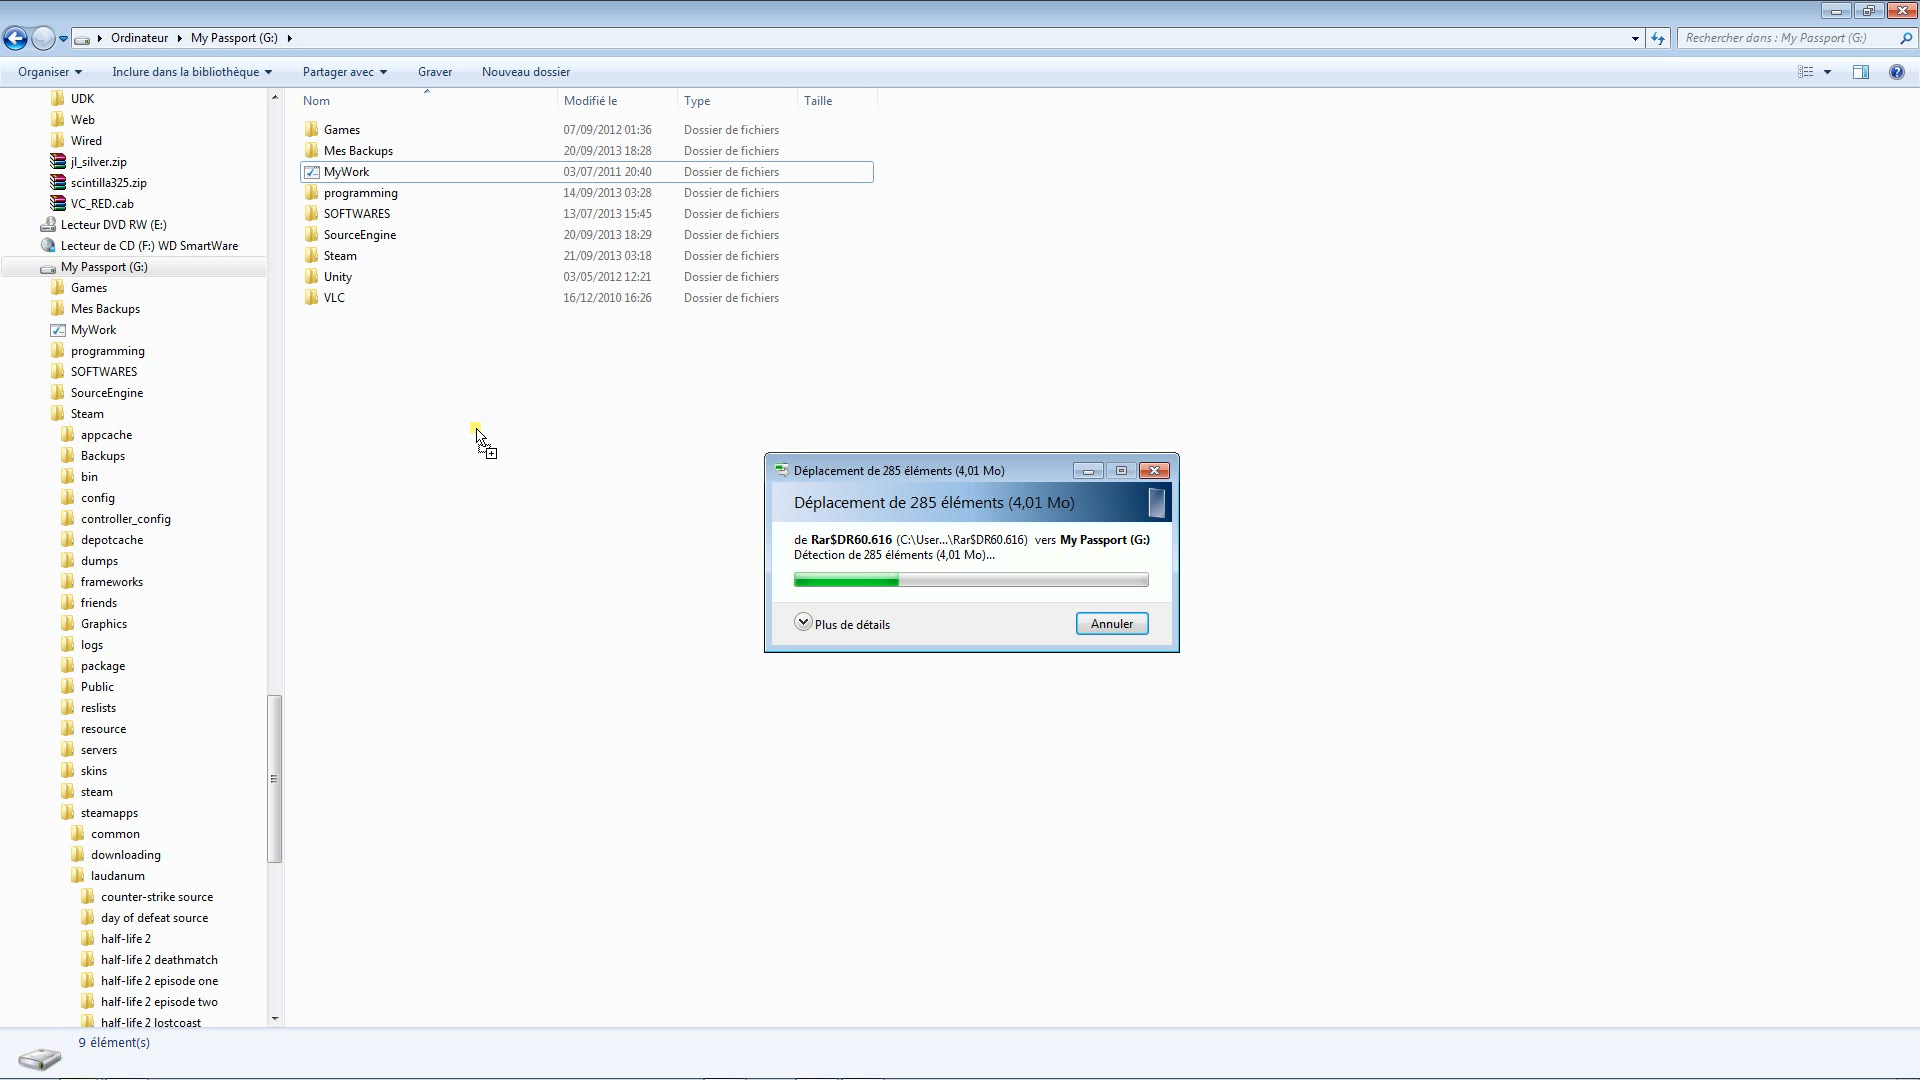 Ordinateur My Passport (G:)
Rechercher dans : My Passport (G:)
Organiser Inclure dans la bibliothèque Partager avec Graver Nouveau dossier
UDK
Web
Wired
jl_silver.zip
scintilla325.zip
VC_RED.cab
Lecteur DVD RW (E:)
Lecteur de CD (F:) WD SmartWare
My Passport (G:)
Games
Mes Backups
MyWork
programming
SOFTWARES
SourceEngine
Steam
appcache
Backups
bin
config
controller_config
depotcache
dumps
frameworks
friends
Graphics
logs
package
Public
reslists
resource
servers
skins
steam
steamapps
common
downloading
laudanum
counter-strike source
day of defeat source
half-life 2
half-life 2 deathmatch
half-life 2 episode one
half-life 2 episode two
half-life 2 lostcoast
Nom Modifié le Type Taille
Games 07/09/2012 01:36 Dossier de fichiers
Mes Backups 20/09/2013 18:28 Dossier de fichiers
MyWork 03/07/2011 20:40 Dossier de fichiers
programming 14/09/2013 03:28 Dossier de fichiers
SOFTWARES 13/07/2013 15:45 Dossier de fichiers
SourceEngine 20/09/2013 18:29 Dossier de fichiers
Steam 21/09/2013 03:18 Dossier de fichiers
Unity 03/05/2012 12:21 Dossier de fichiers
VLC 16/12/2010 16:26 Dossier de fichiers
Déplacement de 285 éléments (4,01 Mo)
Déplacement de 285 éléments (4,01 Mo)
de Rar$DR60.616 (C:\User...\Rar$DR60.616) vers My Passport (G:)
Détection de 285 éléments (4,01 Mo)...
Plus de détails
Annuler
9 élément(s)